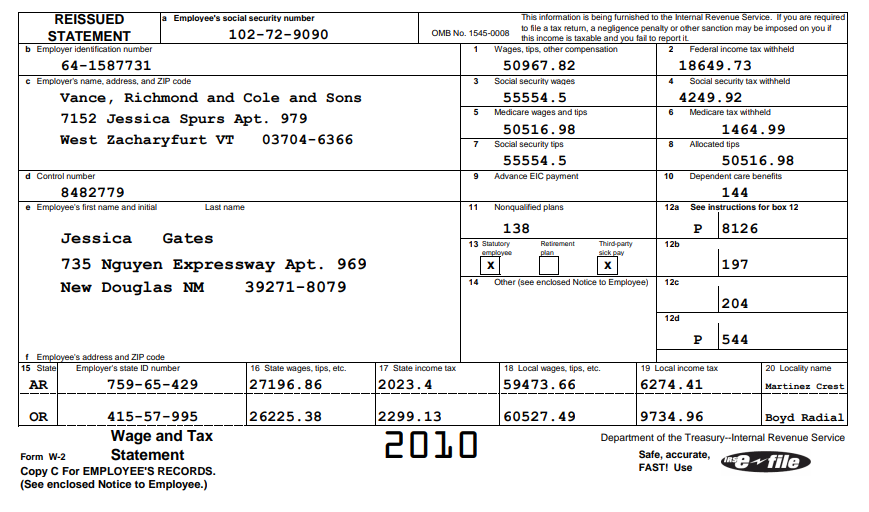 REISSUED STATEMENT
a Employee's social security number
102-72-9090
OMB No. 1545-0008
This information is being furnished to the Internal Revenue Service. If you are required
to file a tax return, a negligence penalty or other sanction may be imposed on you if
this income is taxable and you fail to report it.
b Employer identification number
64-1587731
1 Wages, tips, other compensation
50967.82
2 Federal income tax withheld
18649.73
c Employer's name, address, and ZIP code
Vance, Richmond and Cole and Sons
7152 Jessica Spurs Apt. 979
West Zacharyfurt VT 03704-6366
3 Social security wages
55554.5
4 Social security tax withheld
4249.92
5 Medicare wages and tips
50516.98
6 Medicare tax withheld
1464.99
7 Social security tips
55554.5
8 Allocated tips
50516.98
d Control number
8482779
9 Advance EIC payment
10 Dependent care benefits
144
e Employee's first name and initial Last name
Jessica Gates
735 Nguyen Expressway Apt. 969
New Douglas NM 39271-8079
11 Nonqualified plans
138
12a See instructions for box 12
P 8126
13 Statutory employee
Retirement plan
Third-party sick pay
X X
12b
197
14 Other (see enclosed Notice to Employee)
12c
204
12d
P 544
f Employee's address and ZIP code
15 State Employer's state ID number 16 State wages, tips, etc. 17 State income tax 18 Local wages, tips, etc. 19 Local income tax 20 Locality name
AR 759-65-429 27196.86 2023.4 59473.66 6274.41 Martinez Crest
OR 415-57-995 26225.38 2299.13 60527.49 9734.96 Boyd Radial
Form W-2 Wage and Tax Statement
2010
Department of the Treasury--Internal Revenue Service
Copy C For EMPLOYEE'S RECORDS.
(See enclosed Notice to Employee.)
Safe, accurate,
FAST! Use
IRS e-file